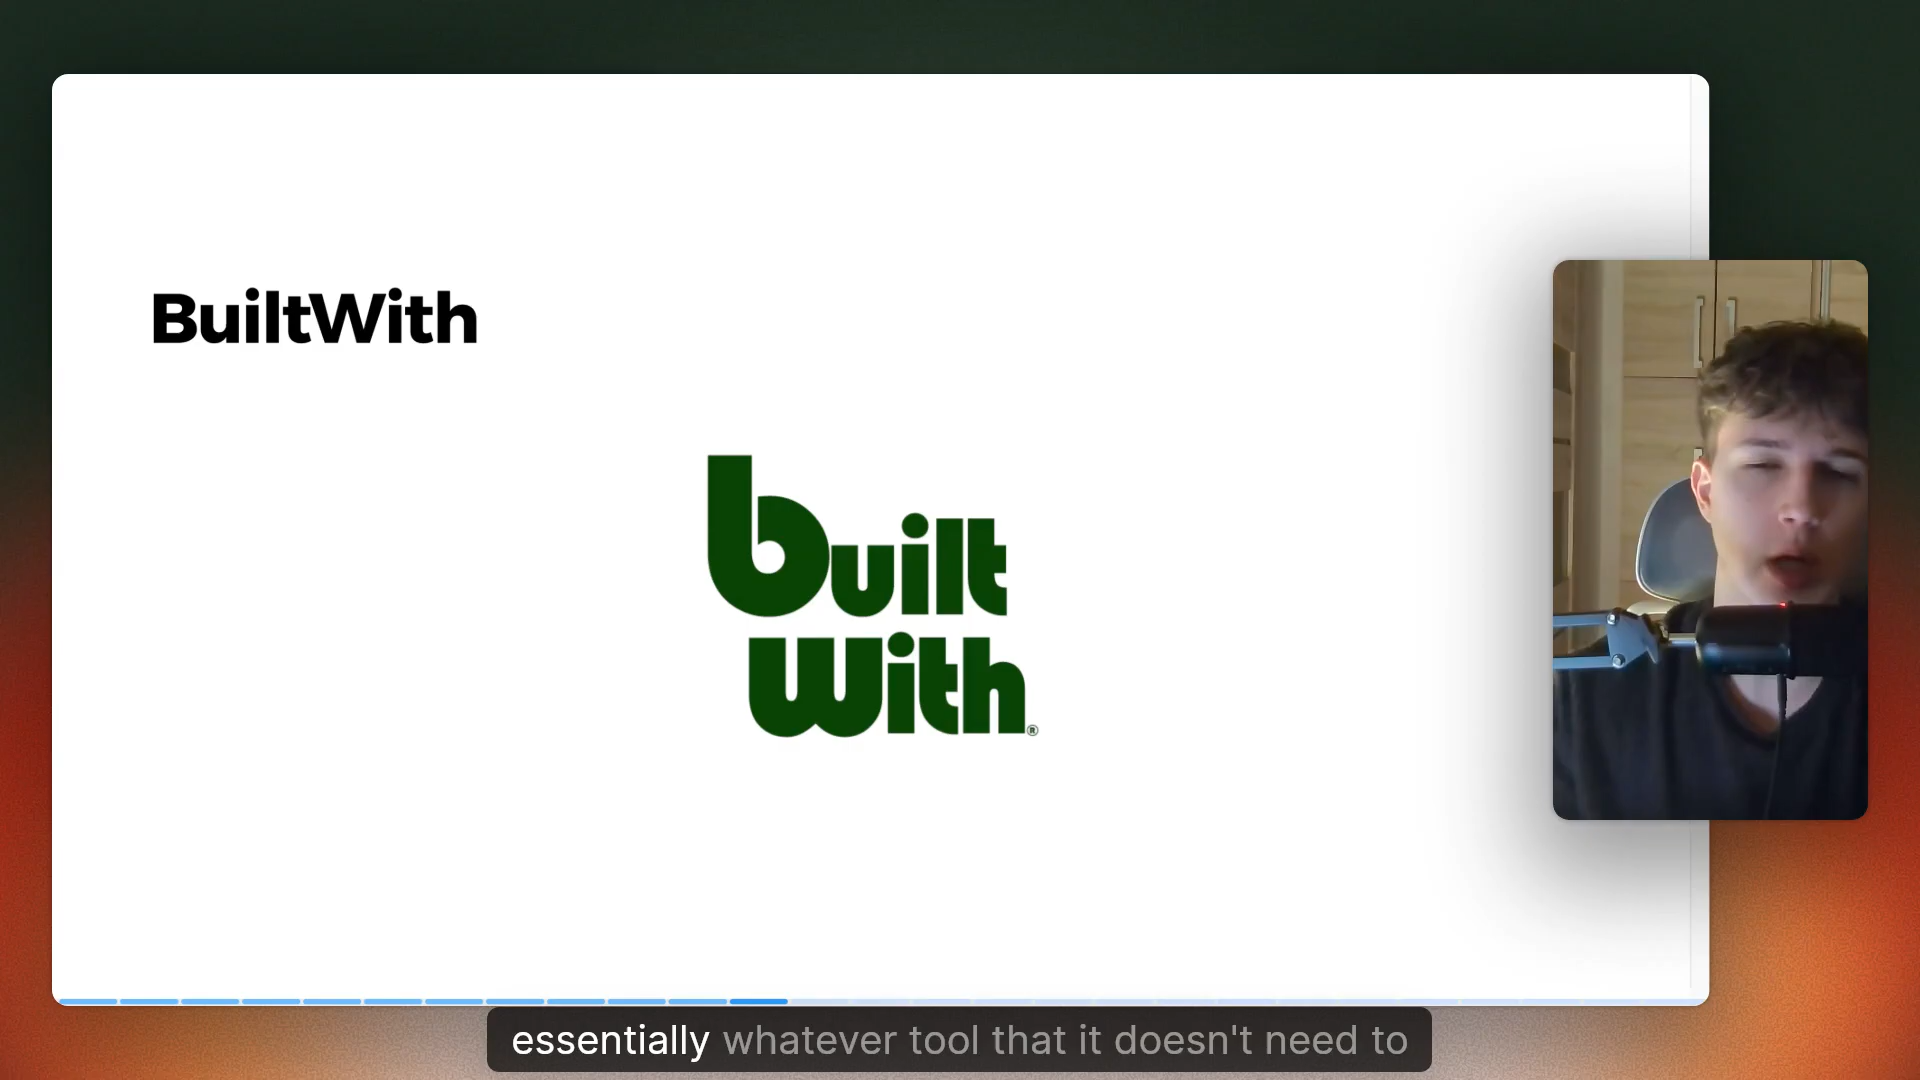 BuiltWith
built
with®
essentially whatever tool that it doesn't need to